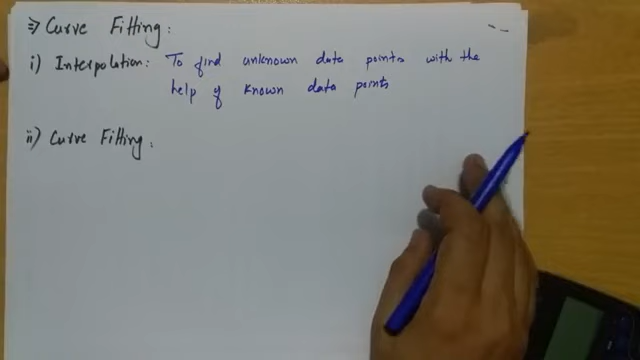 ⇒ Curve Fitting:
i) Interpolation: To find unknown data points with the
help of known data points
ii) Curve Fitting: